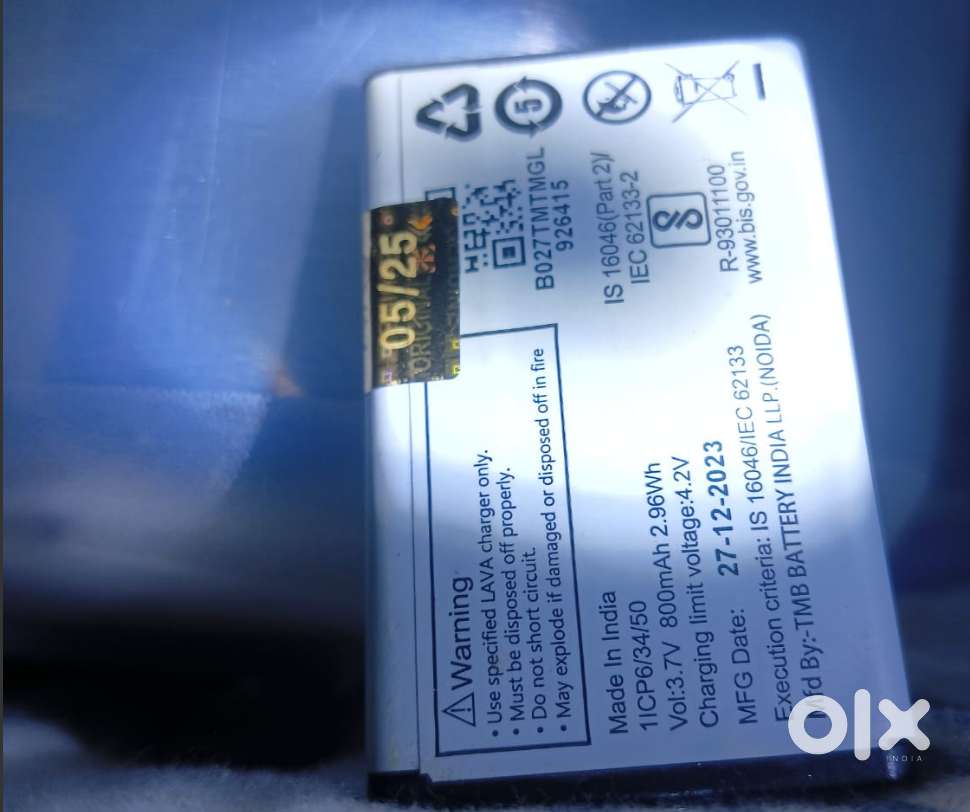 5
B027TMTMGL
926415
IS 16046(Part 2)/
IEC 62133-2
R-93011100
www.bis.gov.in
05/25
ORIGINAL
Warning
• Use specified LAVA charger only.
• Must be disposed off properly.
• Do not short circuit.
• May explode if damaged or disposed off in fire
Made In India
1ICP6/34/50
Vol:3.7V 800mAh 2.96Wh
Charging limit voltage:4.2V
MFG Date: 27-12-2023
Execution criteria: IS 16046/IEC 62133
Mfd By:-TMB BATTERY INDIA LLP.(NOIDA)
olx
INDIA